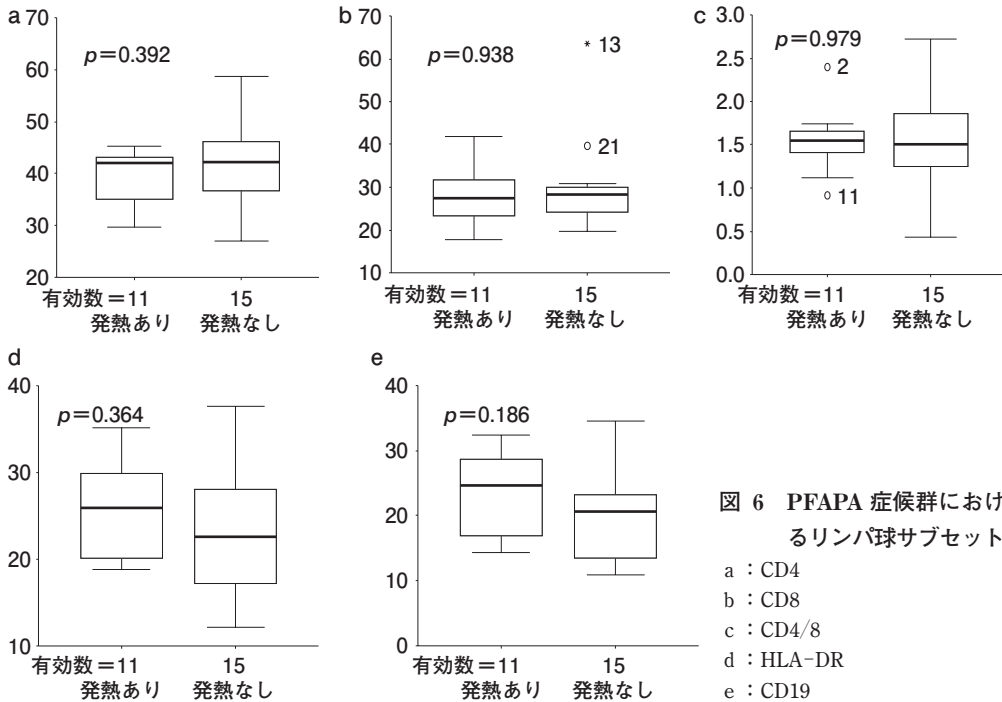 a
70
60
50
40
30
20
p=0.392
有効数=11
15
発熱あり
発熱なし
b
70
60
50
40
30
20
10
p=0.938
* 13
○ 21
有効数=11
15
発熱あり
発熱なし
c
3.0
2.5
2.0
1.5
1.0
0.5
0.0
p=0.979
○ 2
○ 11
有効数=11
15
発熱あり
発熱なし
d
40
30
20
10
p=0.364
有効数=11
15
発熱あり
発熱なし
e
40
30
20
10
0
p=0.186
有効数=11
15
発熱あり
発熱なし
図 6 PFAPA 症候群におけ
るリンパ球サブセット
a:CD4
b:CD8
c:CD4/8
d:HLA-DR
e:CD19